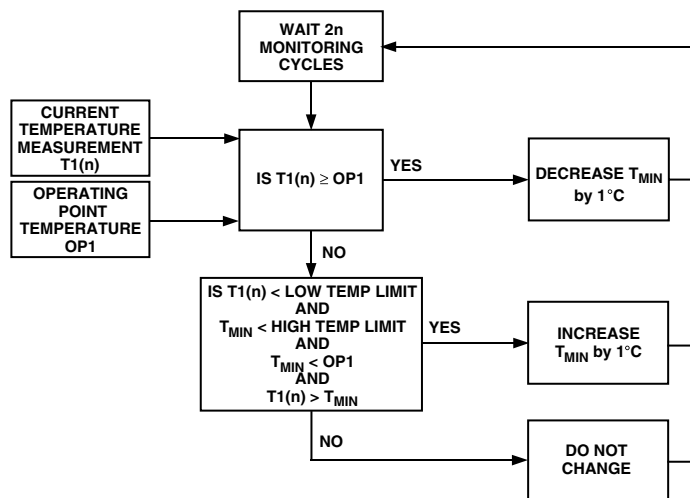 WAIT 2n
MONITORING
CYCLES
CURRENT
TEMPERATURE
MEASUREMENT
T1(n)
OPERATING
POINT
TEMPERATURE
OP1
IS T1(n) ≥ OP1
YES
DECREASE TMIN
by 1°C
NO
IS T1(n) < LOW TEMP LIMIT
AND
TMIN < HIGH TEMP LIMIT
AND
TMIN < OP1
AND
T1(n) > TMIN
YES
INCREASE
TMIN by 1°C
NO
DO NOT
CHANGE